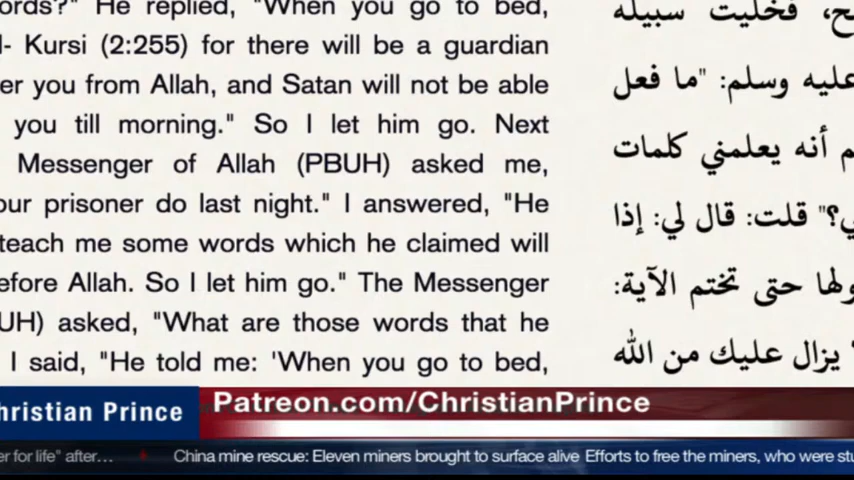 ords?" He replied, "When you go to bed,
l- Kursi (2:255) for there will be a guardian
er you from Allah, and Satan will not be able
you till morning." So I let him go. Next
Messenger of Allah (PBUH) asked me,
our prisoner do last night." I answered, "He
teach me some words which he claimed will
efore Allah. So I let him go." The Messenger
UH) asked, "What are those words that he
I said, "He told me: 'When you go to bed,
ح، فخليت سبيله
عليه وسلم: "ما فعل
م أنه يعلمني كلمات
ي؟" قلت: قال لي: إذا
ولها حتى تختم الآية:
" يزال عليك من الله
hristian Prince
Patreon.com/ChristianPrince
er for life" after... China mine rescue: Eleven miners brought to surface alive Efforts to free the miners, who were stu